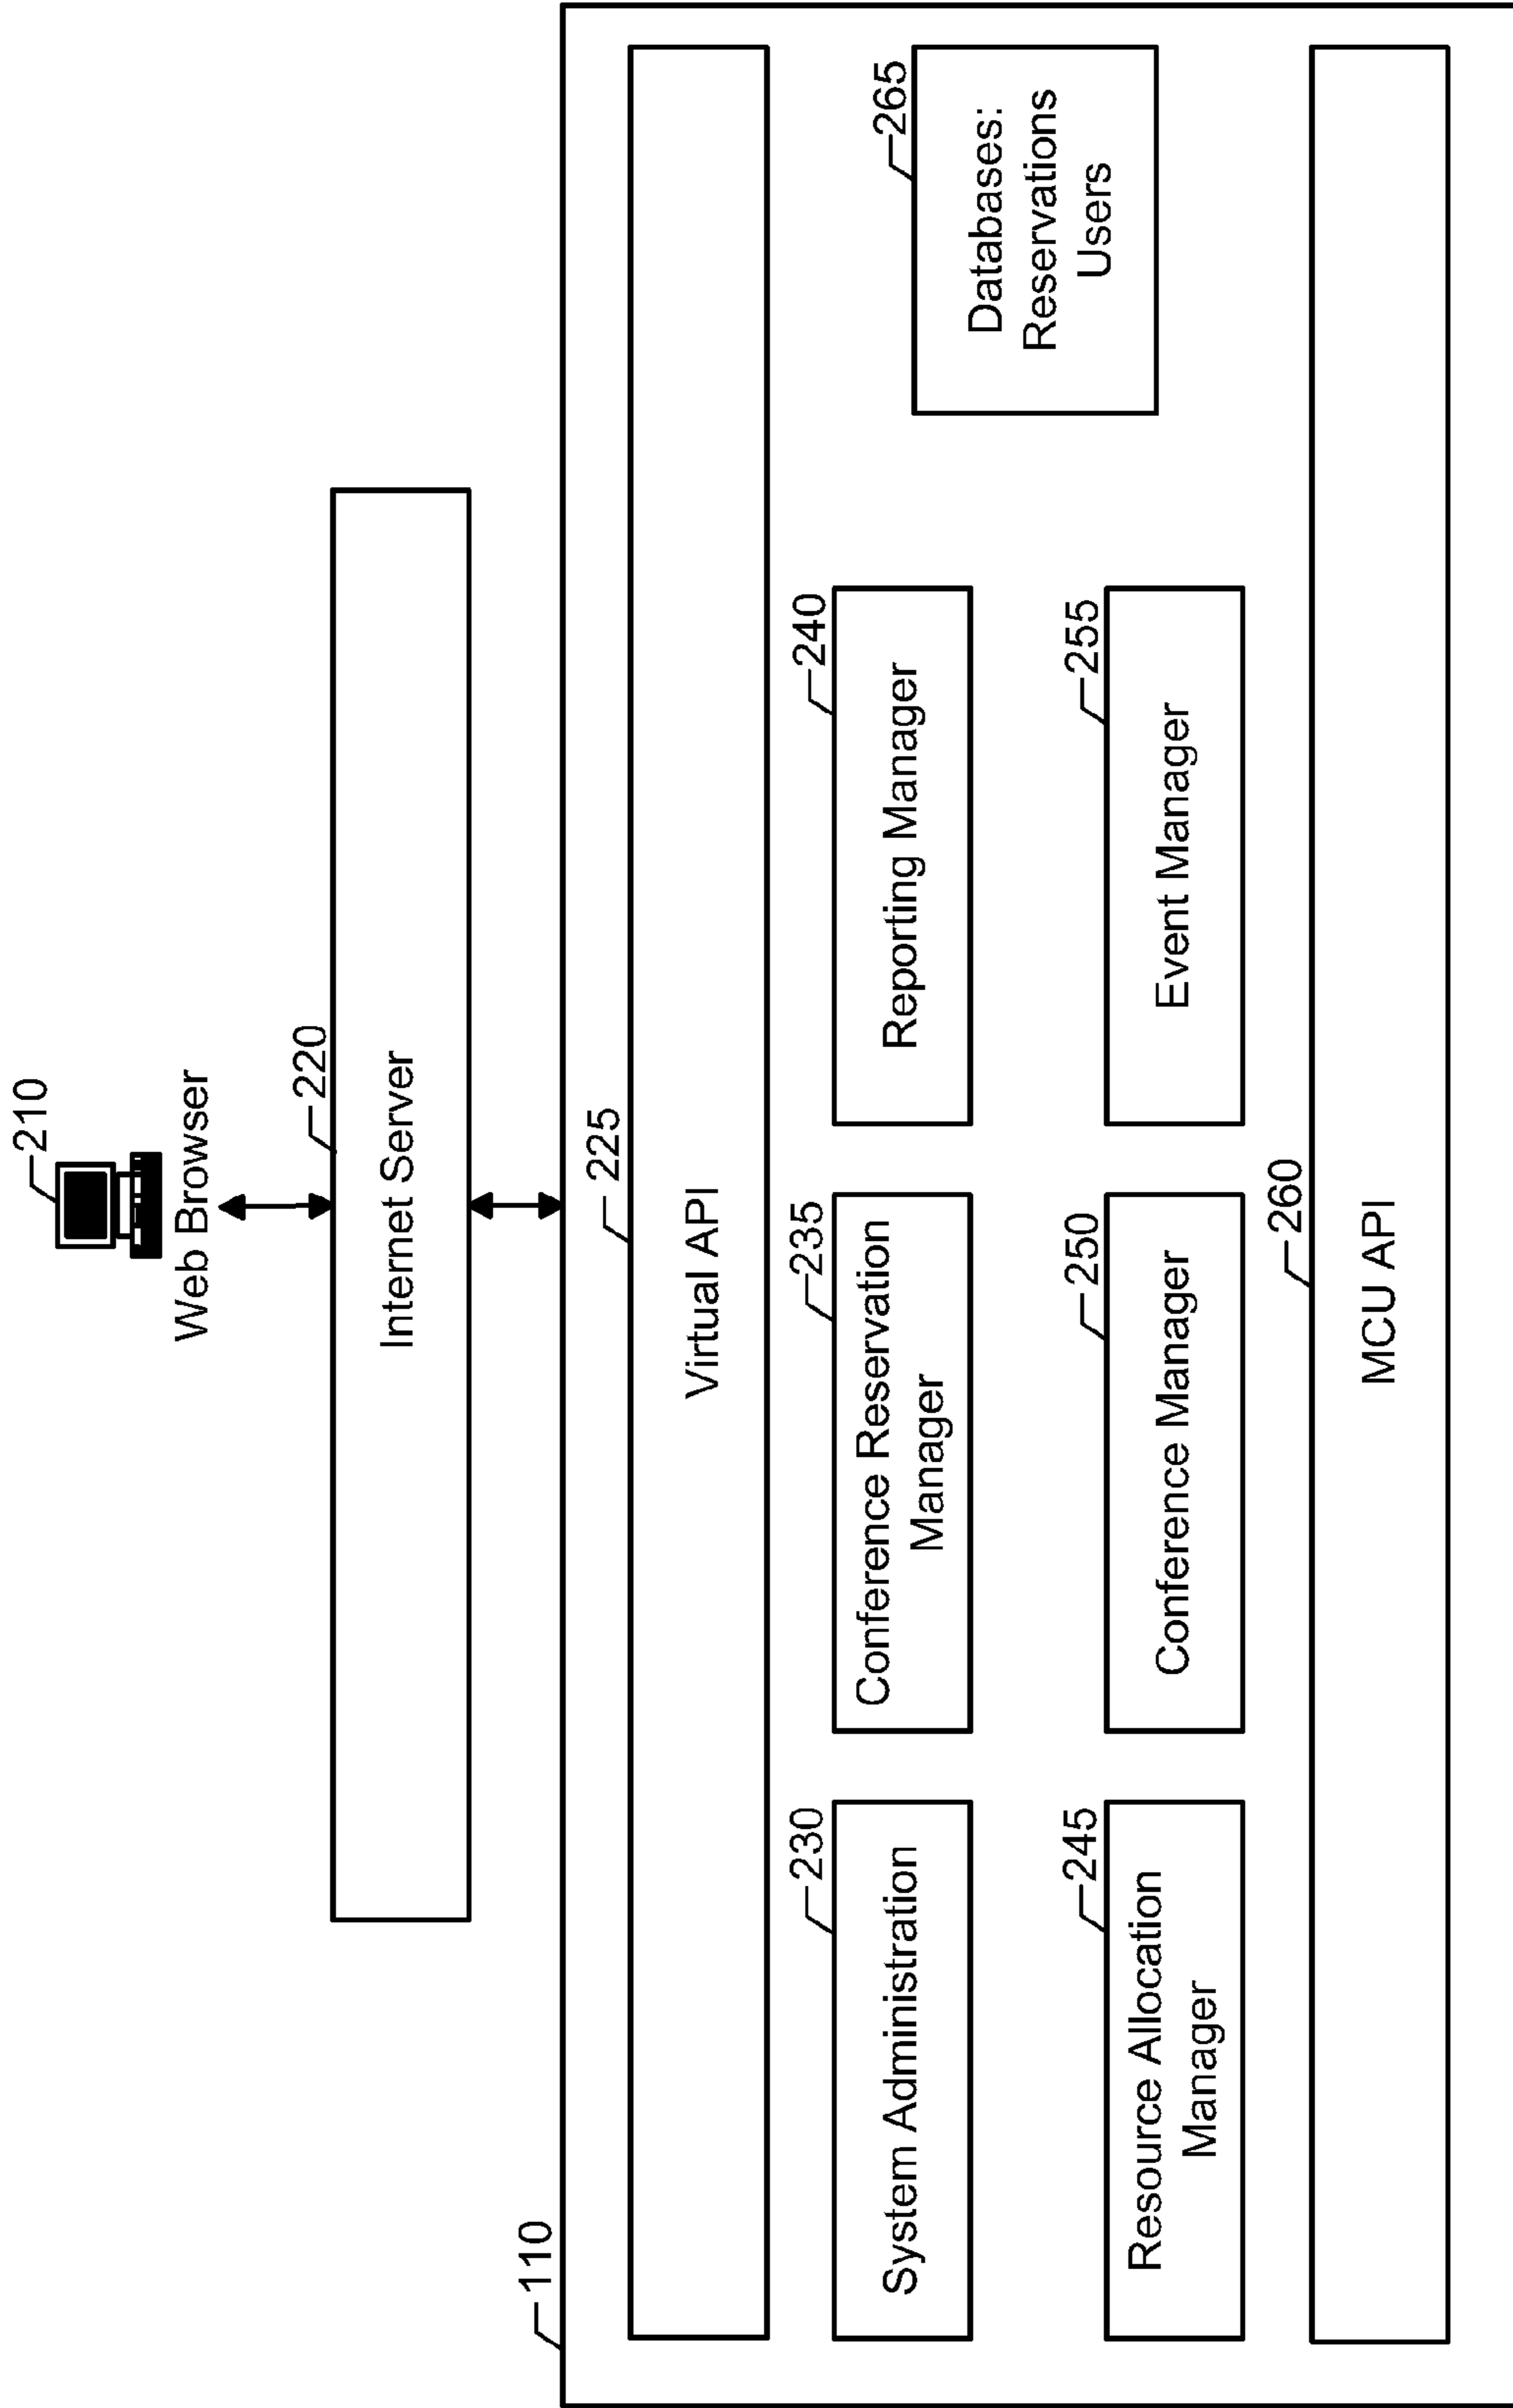 210
Web Browser
220
Internet Server
110
225
Virtual API
230
System Administration
235
Conference Reservation
Manager
240
Reporting Manager
265
Databases:
Reservations
Users
245
Resource Allocation
Manager
250
Conference Manager
255
Event Manager
260
MCU API